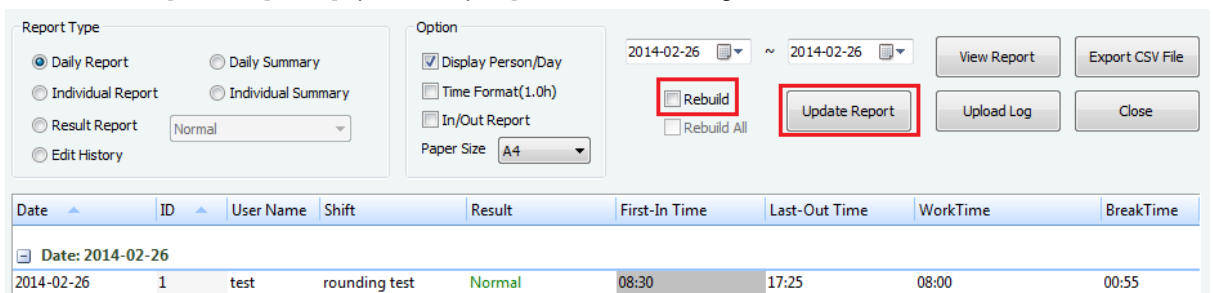 Report Type
Daily Report
Daily Summary
Individual Report
Individual Summary
Result Report
Normal
Edit History
Option
Display Person/Day
Time Format(1.0h)
In/Out Report
Paper Size A4
2014-02-26 ~ 2014-02-26
Rebuild
Rebuild All
Update Report
View Report
Export CSV File
Upload Log
Close
Date ID User Name Shift Result First-In Time Last-Out Time WorkTime BreakTime
Date: 2014-02-26
2014-02-26 1 test rounding test Normal 08:30 17:25 08:00 00:55